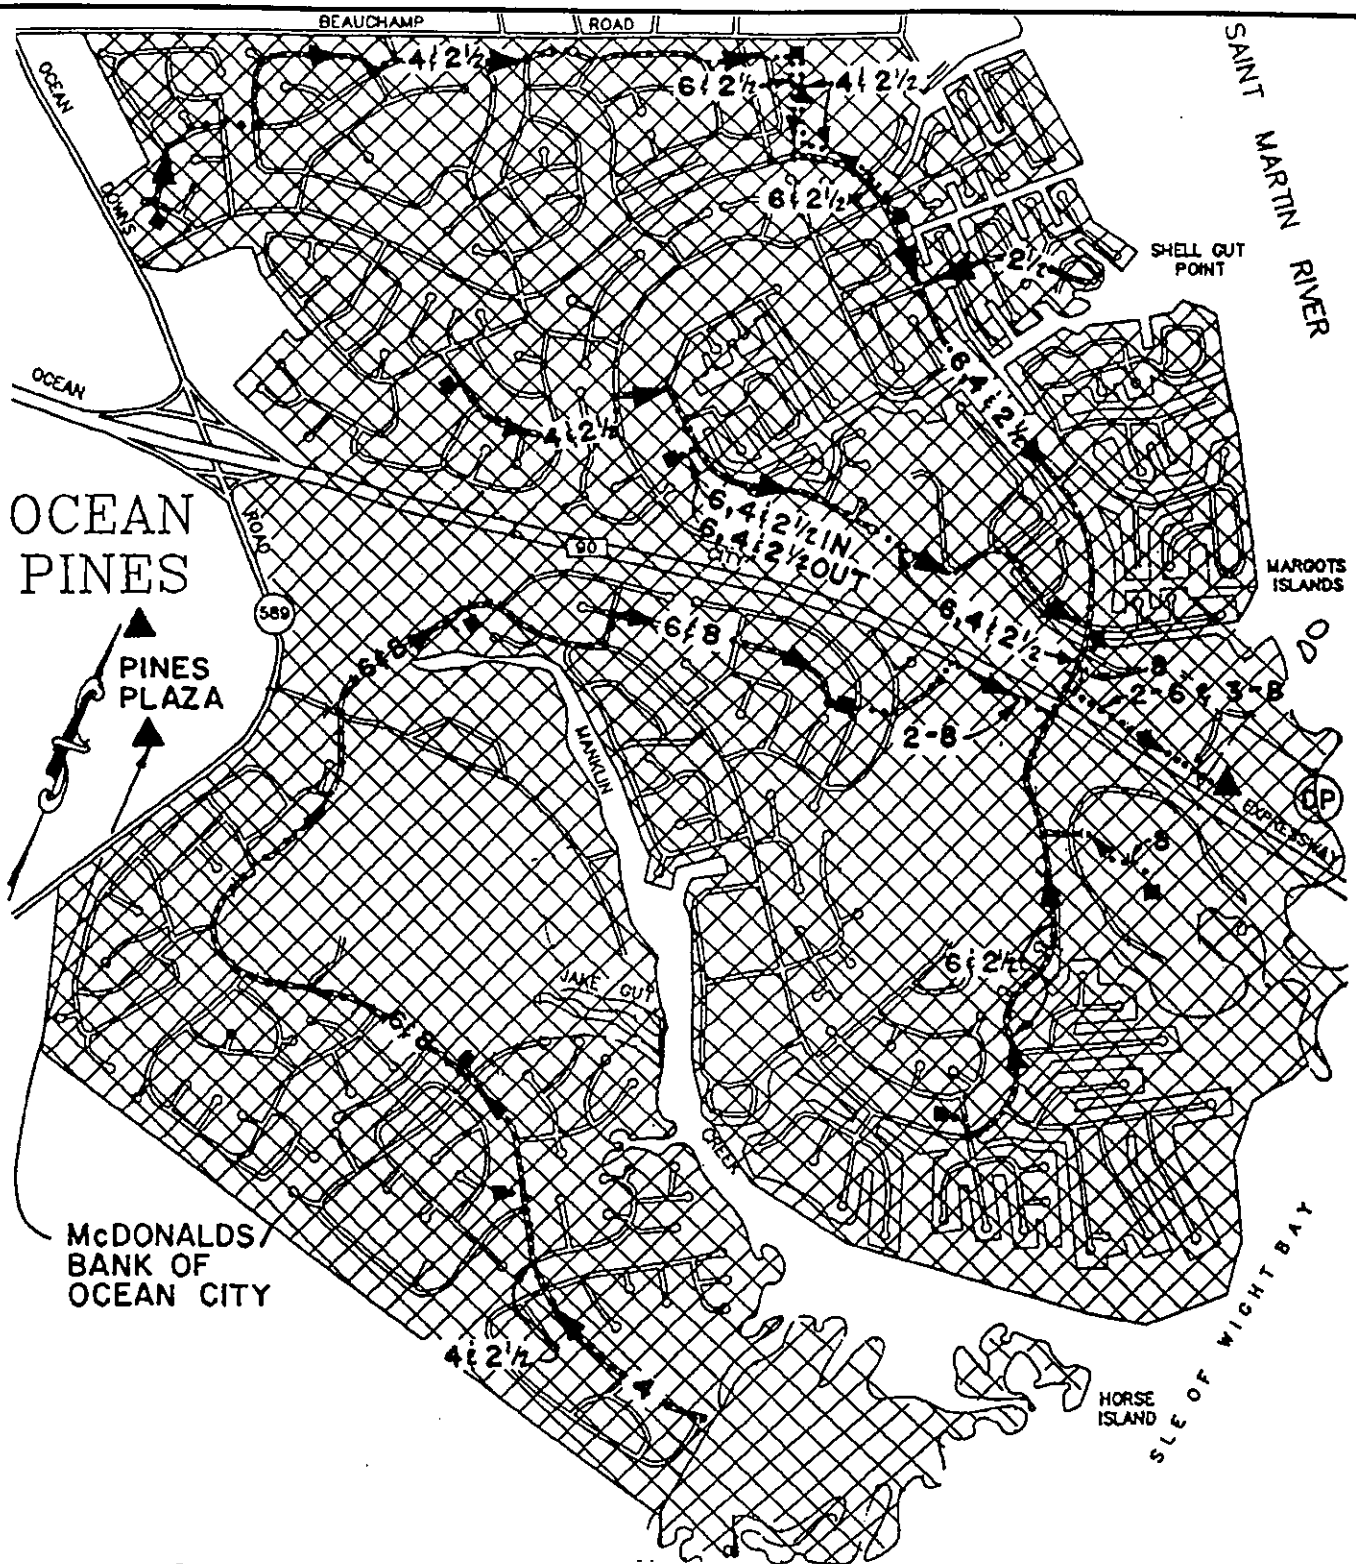 BEAUCHAMP ROAD
SAINT MARTIN RIVER
OCEAN
DOWNS
4 & 2½
6 & 2½
4 & 2½
6 & 2½
2½
SHELL GUT
POINT
6, 4 & 2½
OCEAN
4 & 2½
OCEAN
PINES
ROAD
90
CITY
6, 4 & 2½ IN
6, 4 & 2½ OUT
MARGOTS
ISLANDS
589
6 & 8
6 & 8
6, 4 & 2½
8
2-6 & 3-8
PINES
PLAZA
MANKLIN
2-8
EXPRESSWAY
DP
8
6 & 2½
JAKE GUT
6 & 8
CREEK
McDONALDS/
BANK OF
OCEAN CITY
4 & 2½
4
HORSE
ISLAND
SLE OF WIGHT BAY